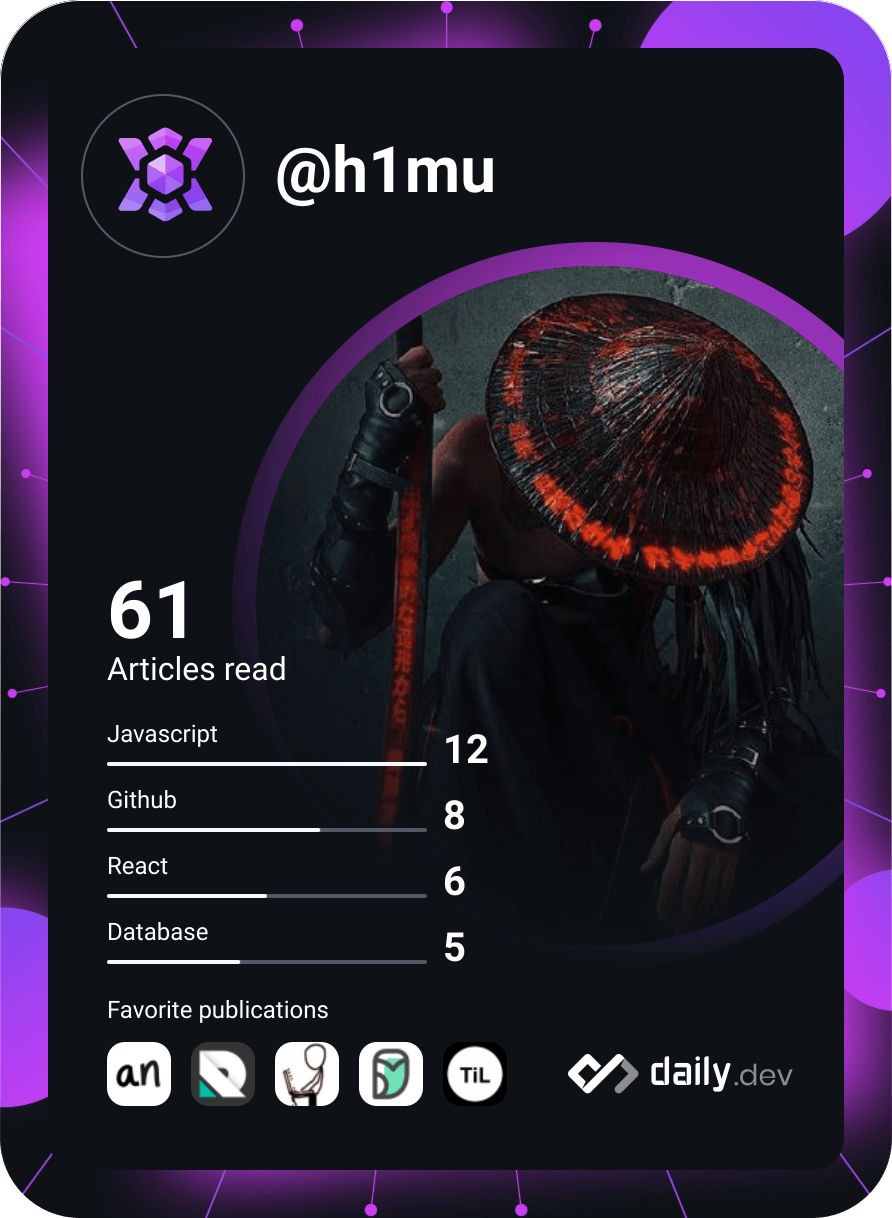 @h1mu
61
Articles read
Javascript
12
Github
8
React
6
Database
5
Favorite publications
an
TiL
daily.dev